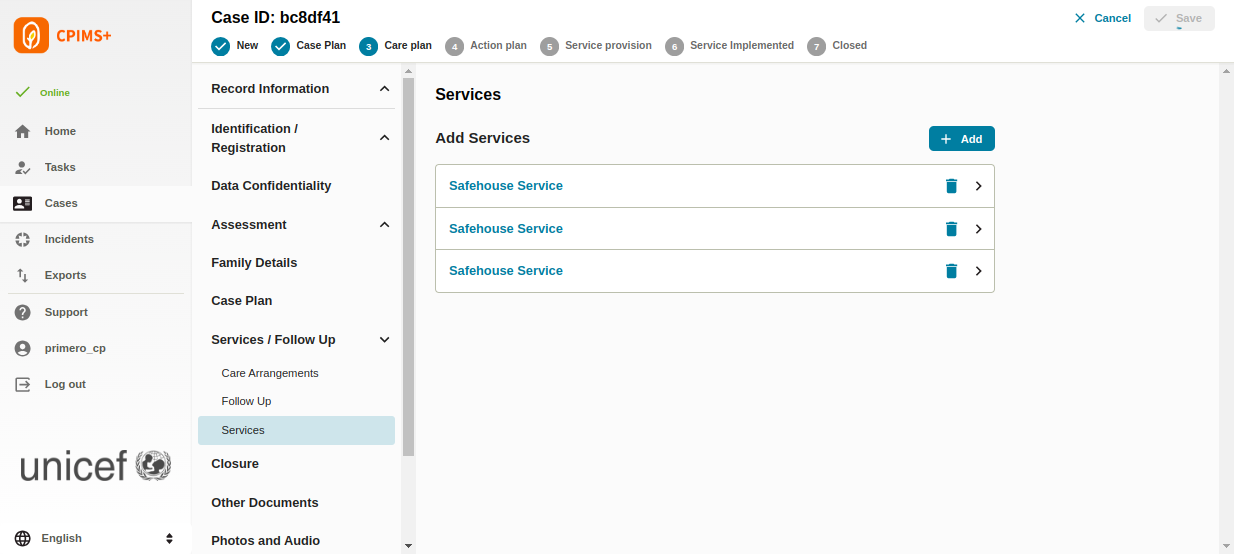 CPIMS+
Online
Home
Tasks
Cases
Incidents
Exports
Support
primero_cp
Log out
unicef
English
Case ID: bc8df41
Cancel
Save
New
Case Plan
3 Care plan
4 Action plan
5 Service provision
6 Service Implemented
7 Closed
Record Information
Identification /
Registration
Data Confidentiality
Assessment
Family Details
Case Plan
Services / Follow Up
Care Arrangements
Follow Up
Services
Closure
Other Documents
Photos and Audio
Services
Add Services
+ Add
Safehouse Service
Safehouse Service
Safehouse Service